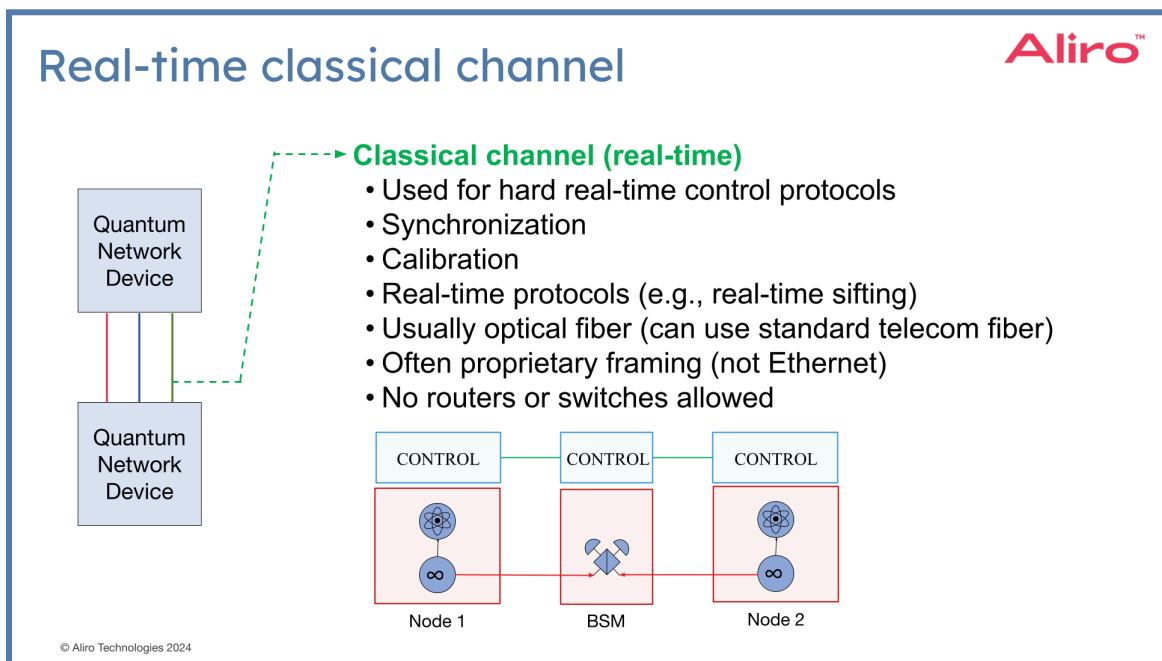 Real-time classical channel
Aliro™
Classical channel (real-time)
• Used for hard real-time control protocols
• Synchronization
• Calibration
• Real-time protocols (e.g., real-time sifting)
• Usually optical fiber (can use standard telecom fiber)
• Often proprietary framing (not Ethernet)
• No routers or switches allowed
Quantum
Network
Device
Quantum
Network
Device
CONTROL
CONTROL
CONTROL
∞
∞
Node 1
BSM
Node 2
© Aliro Technologies 2024